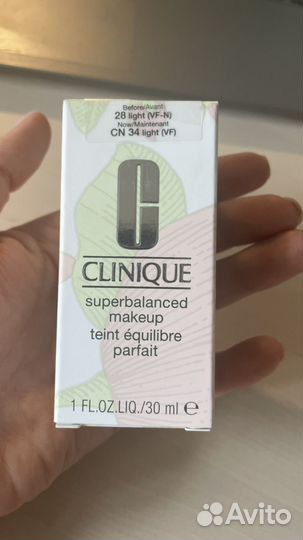 Before/Avant
28 light (VF-N)
Now/Maintenant
CN 34 light (VF)
C
CLINIQUE
superbalanced
makeup
teint équilibre
parfait
1 FL.OZ.LIQ./30 ml e
Avito